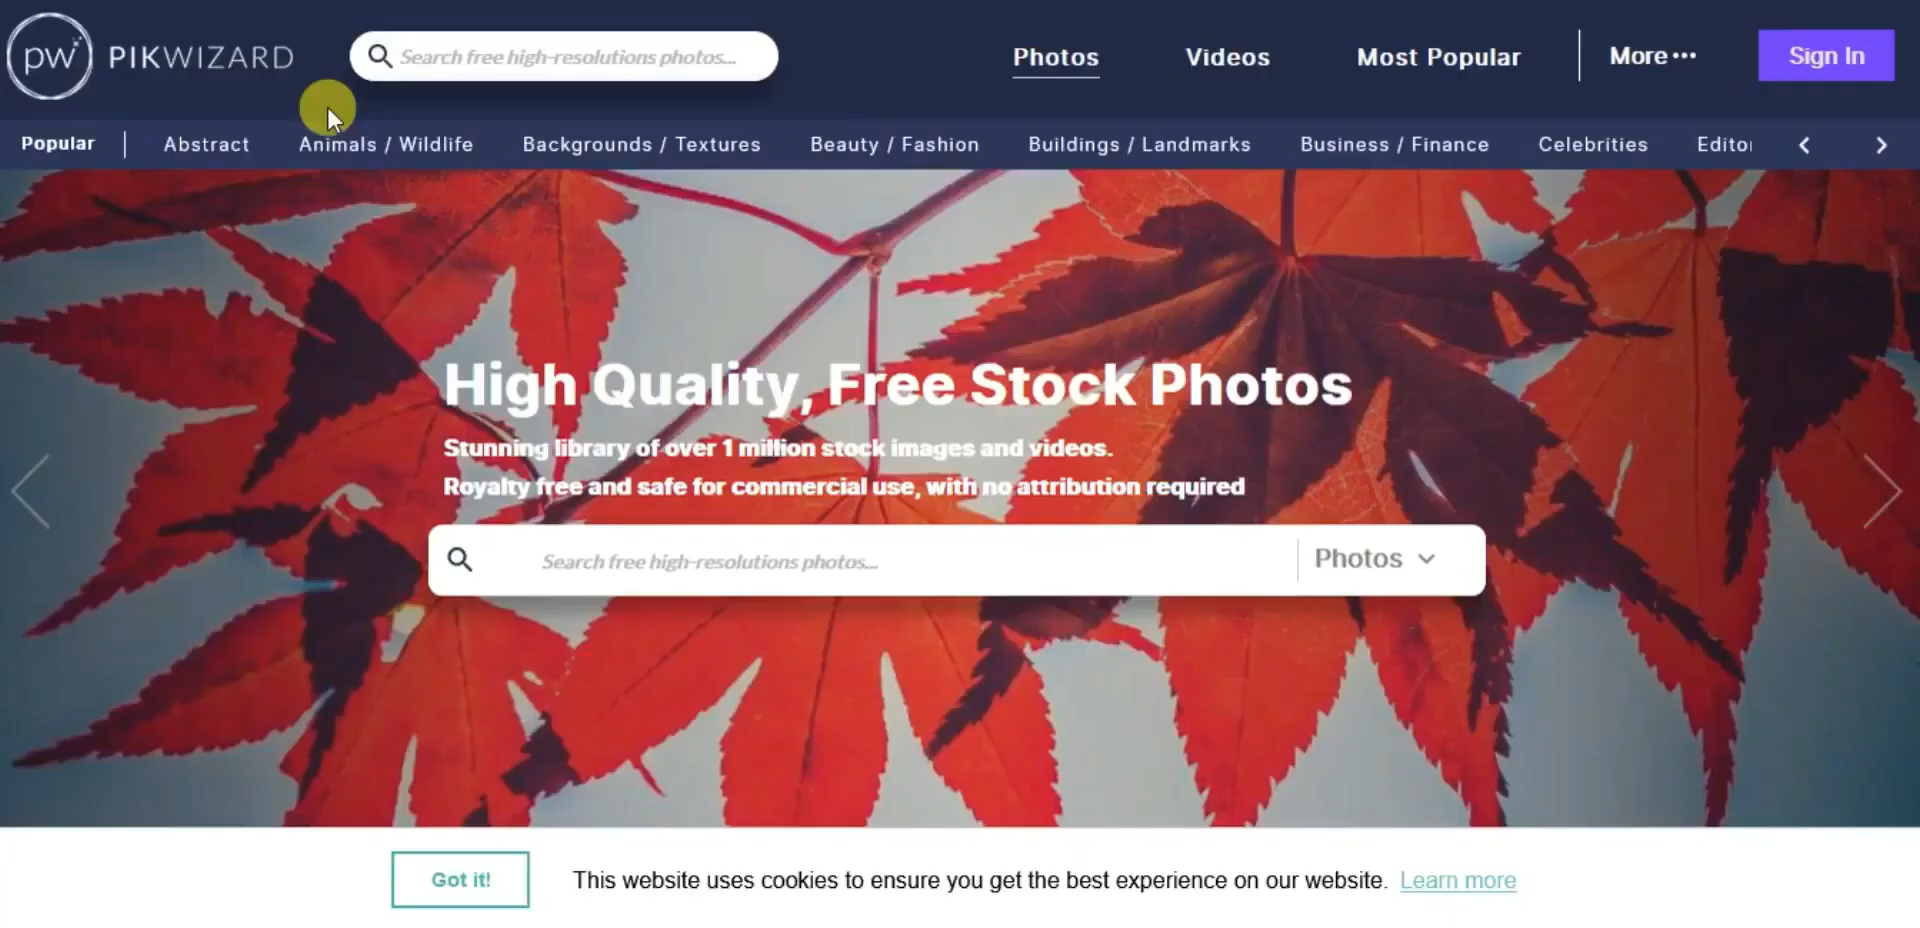 pw PIKWIZARD Search free high-resolutions photos... Photos Videos Most Popular More ••• Sign In
Popular Abstract Animals / Wildlife Backgrounds / Textures Beauty / Fashion Buildings / Landmarks Business / Finance Celebrities Editor
High Quality, Free Stock Photos
Stunning library of over 1 million stock images and videos.
Royalty free and safe for commercial use, with no attribution required
Search free high-resolutions photos... Photos
Got it! This website uses cookies to ensure you get the best experience on our website. Learn more